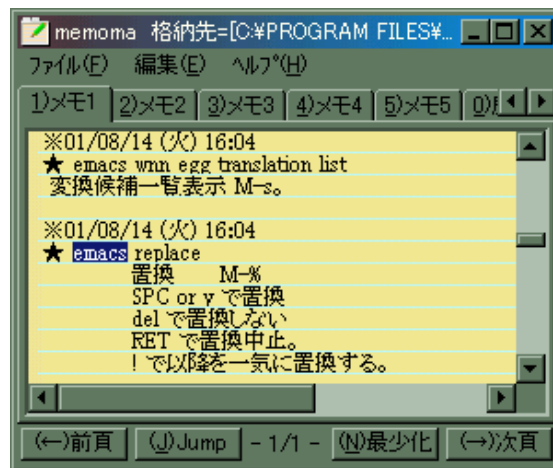 memoma 格納先=[C:¥PROGRAM FILES¥...
ファイル(F) 編集(E) ヘルプ(H)
1)メモ1 2)メモ2 3)メモ3 4)メモ4 5)メモ5 0)
※01/08/14 (火) 16:04
★ emacs wnn egg translation list
変換候補一覧表示 M-s。
※01/08/14 (火) 16:04
★ emacs replace
置換 M-%
SPC or y で置換
del で置換しない
RET で置換中止。
! で以降を一気に置換する。
(←)前頁 (J)Jump - 1/1 - (N)最少化 (→)次頁